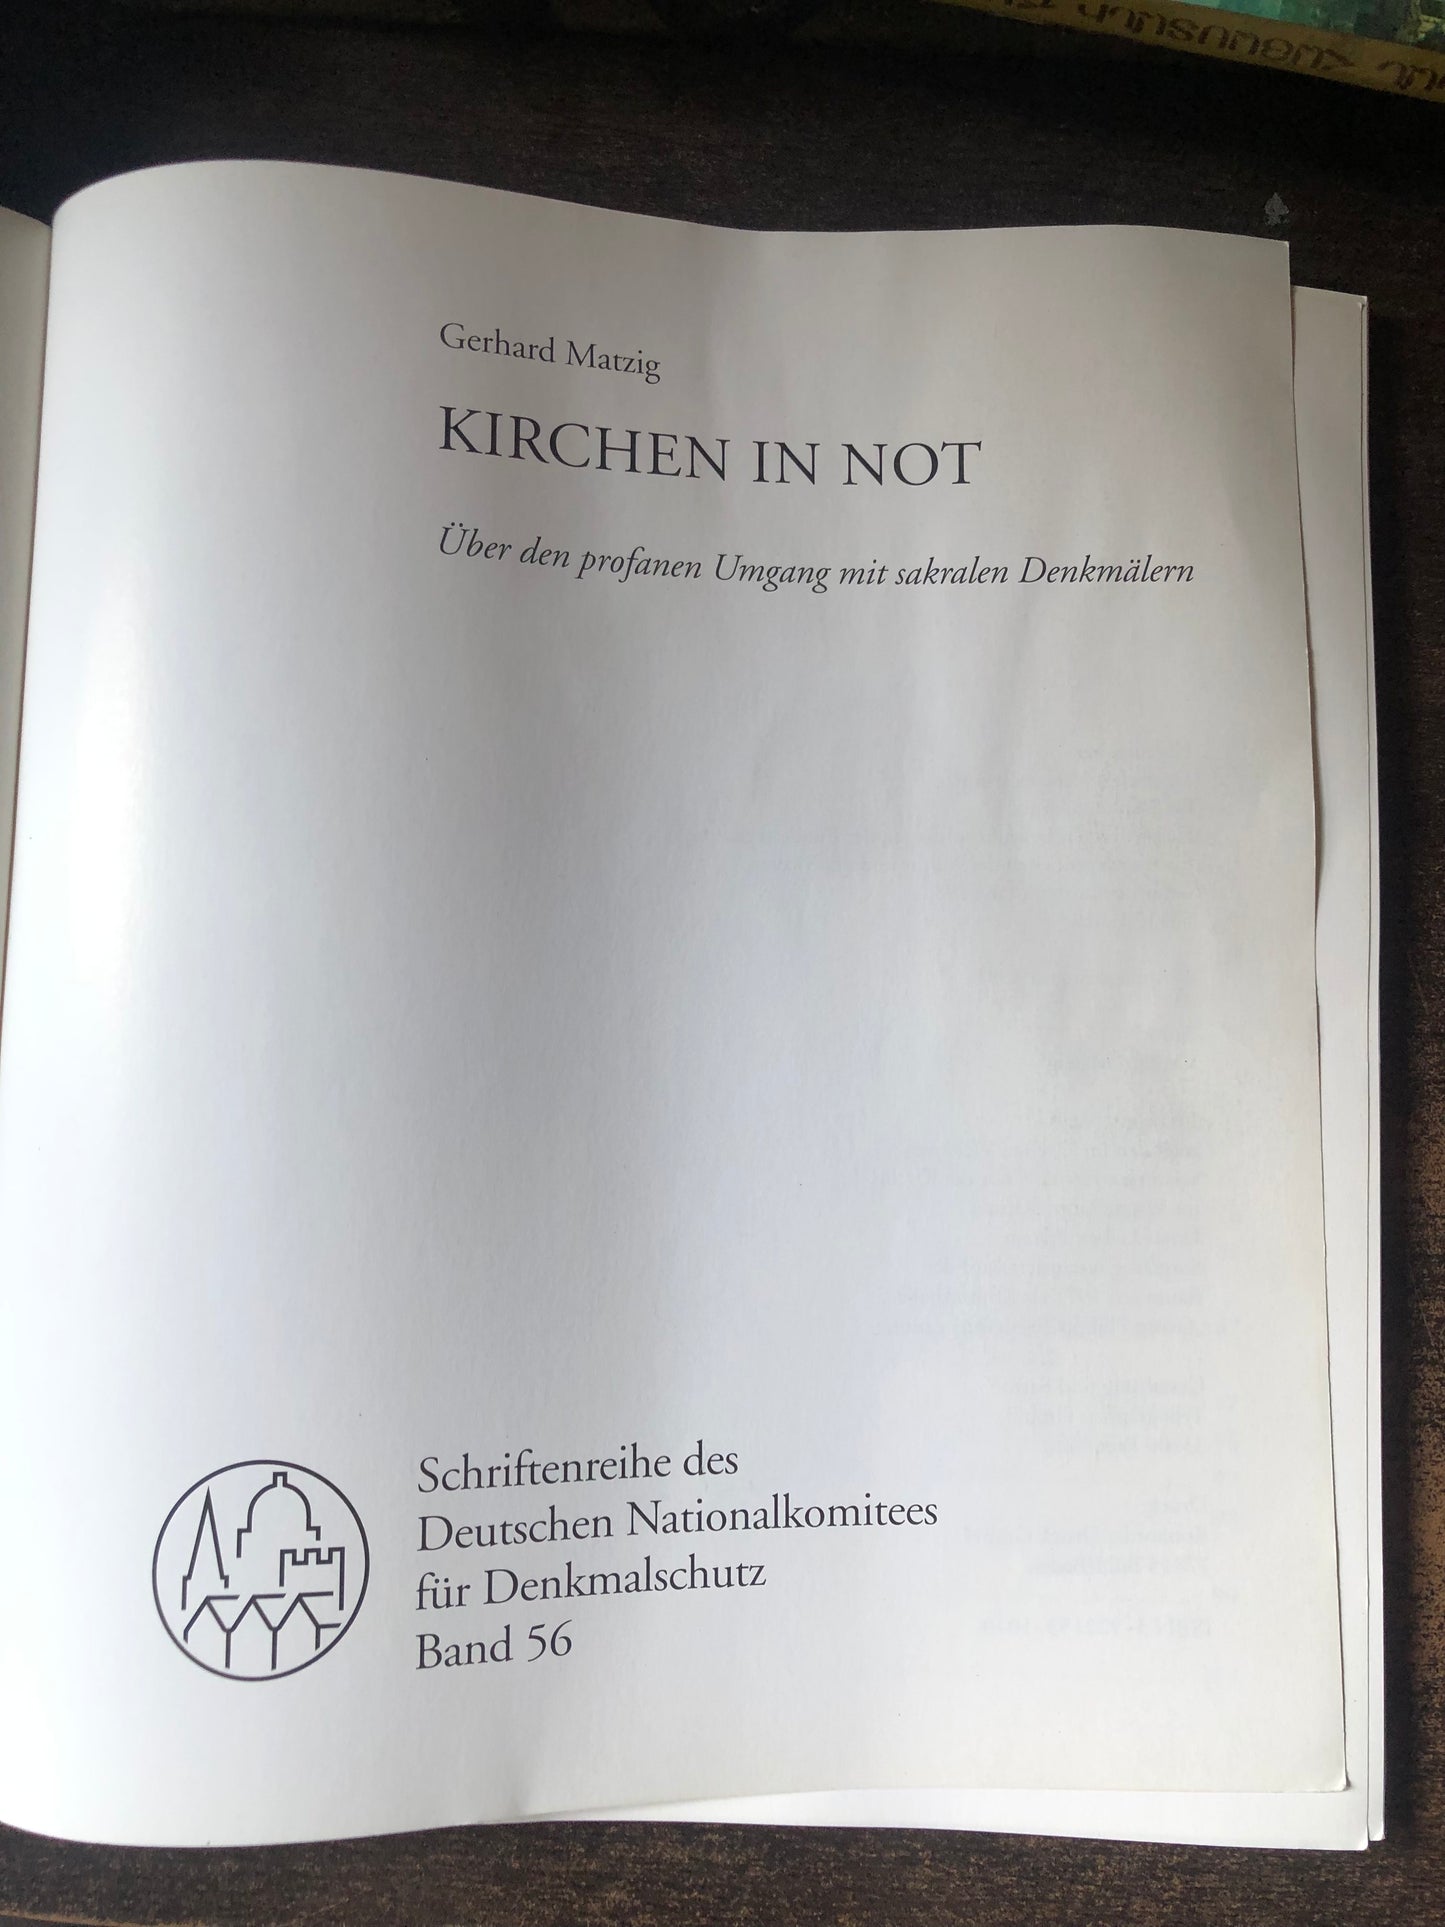 Gerhard Matzig
KIRCHEN IN NOT
Über den profanen Umgang mit sakralen Denkmälern
Schriftenreihe des
Deutschen Nationalkomitees
für Denkmalschutz
Band 56